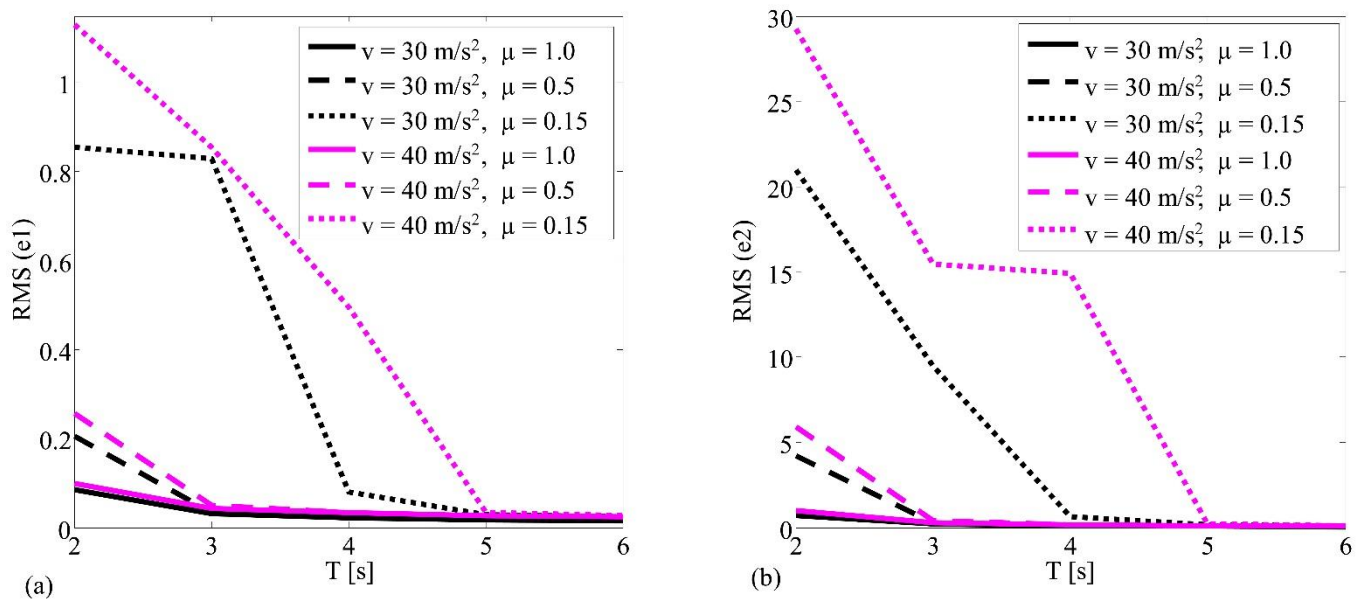 1
0.8
0.6
0.4
0.2
0
RMS (e1)
2 3 4 5 6
T [s]
(a)
v = 30 m/s², μ = 1.0
v = 30 m/s², μ = 0.5
v = 30 m/s², μ = 0.15
v = 40 m/s², μ = 1.0
v = 40 m/s², μ = 0.5
v = 40 m/s², μ = 0.15
30
25
20
15
10
5
0
RMS (e2)
2 3 4 5 6
T [s]
(b)
v = 30 m/s², μ = 1.0
v = 30 m/s², μ = 0.5
v = 30 m/s², μ = 0.15
v = 40 m/s², μ = 1.0
v = 40 m/s², μ = 0.5
v = 40 m/s², μ = 0.15